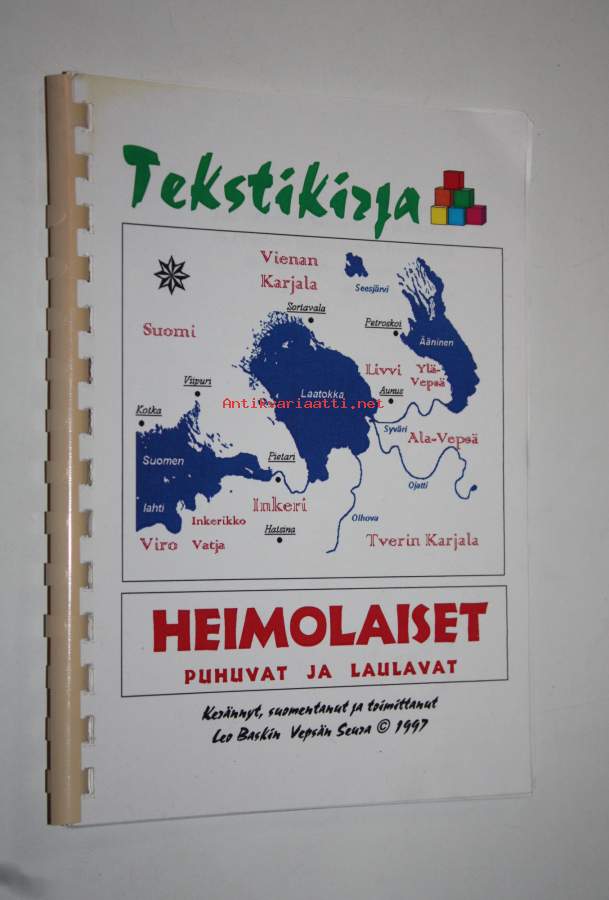 Tekstikirja
Vienan
Karjala
Seesjärvi
Sortavala
Suomi
Petroskoi
Ääninen
Livvi
Ylä-
Vepsä
Viipuri
Laatokka
Aunus
Antiksariaatti.net
Kotka
Syväri
Ala-Vepsä
Suomen
lahti
Pietari
Ojatti
Inkeri
Inkerikko
Olhova
Viro
Vatja
Hatsina
Tverin Karjala
HEIMOLAISET
PUHUVAT JA LAULAVAT
Kerännyt, suomentanut ja toimittanut
Leo Baskin Vepsän Seura © 1997